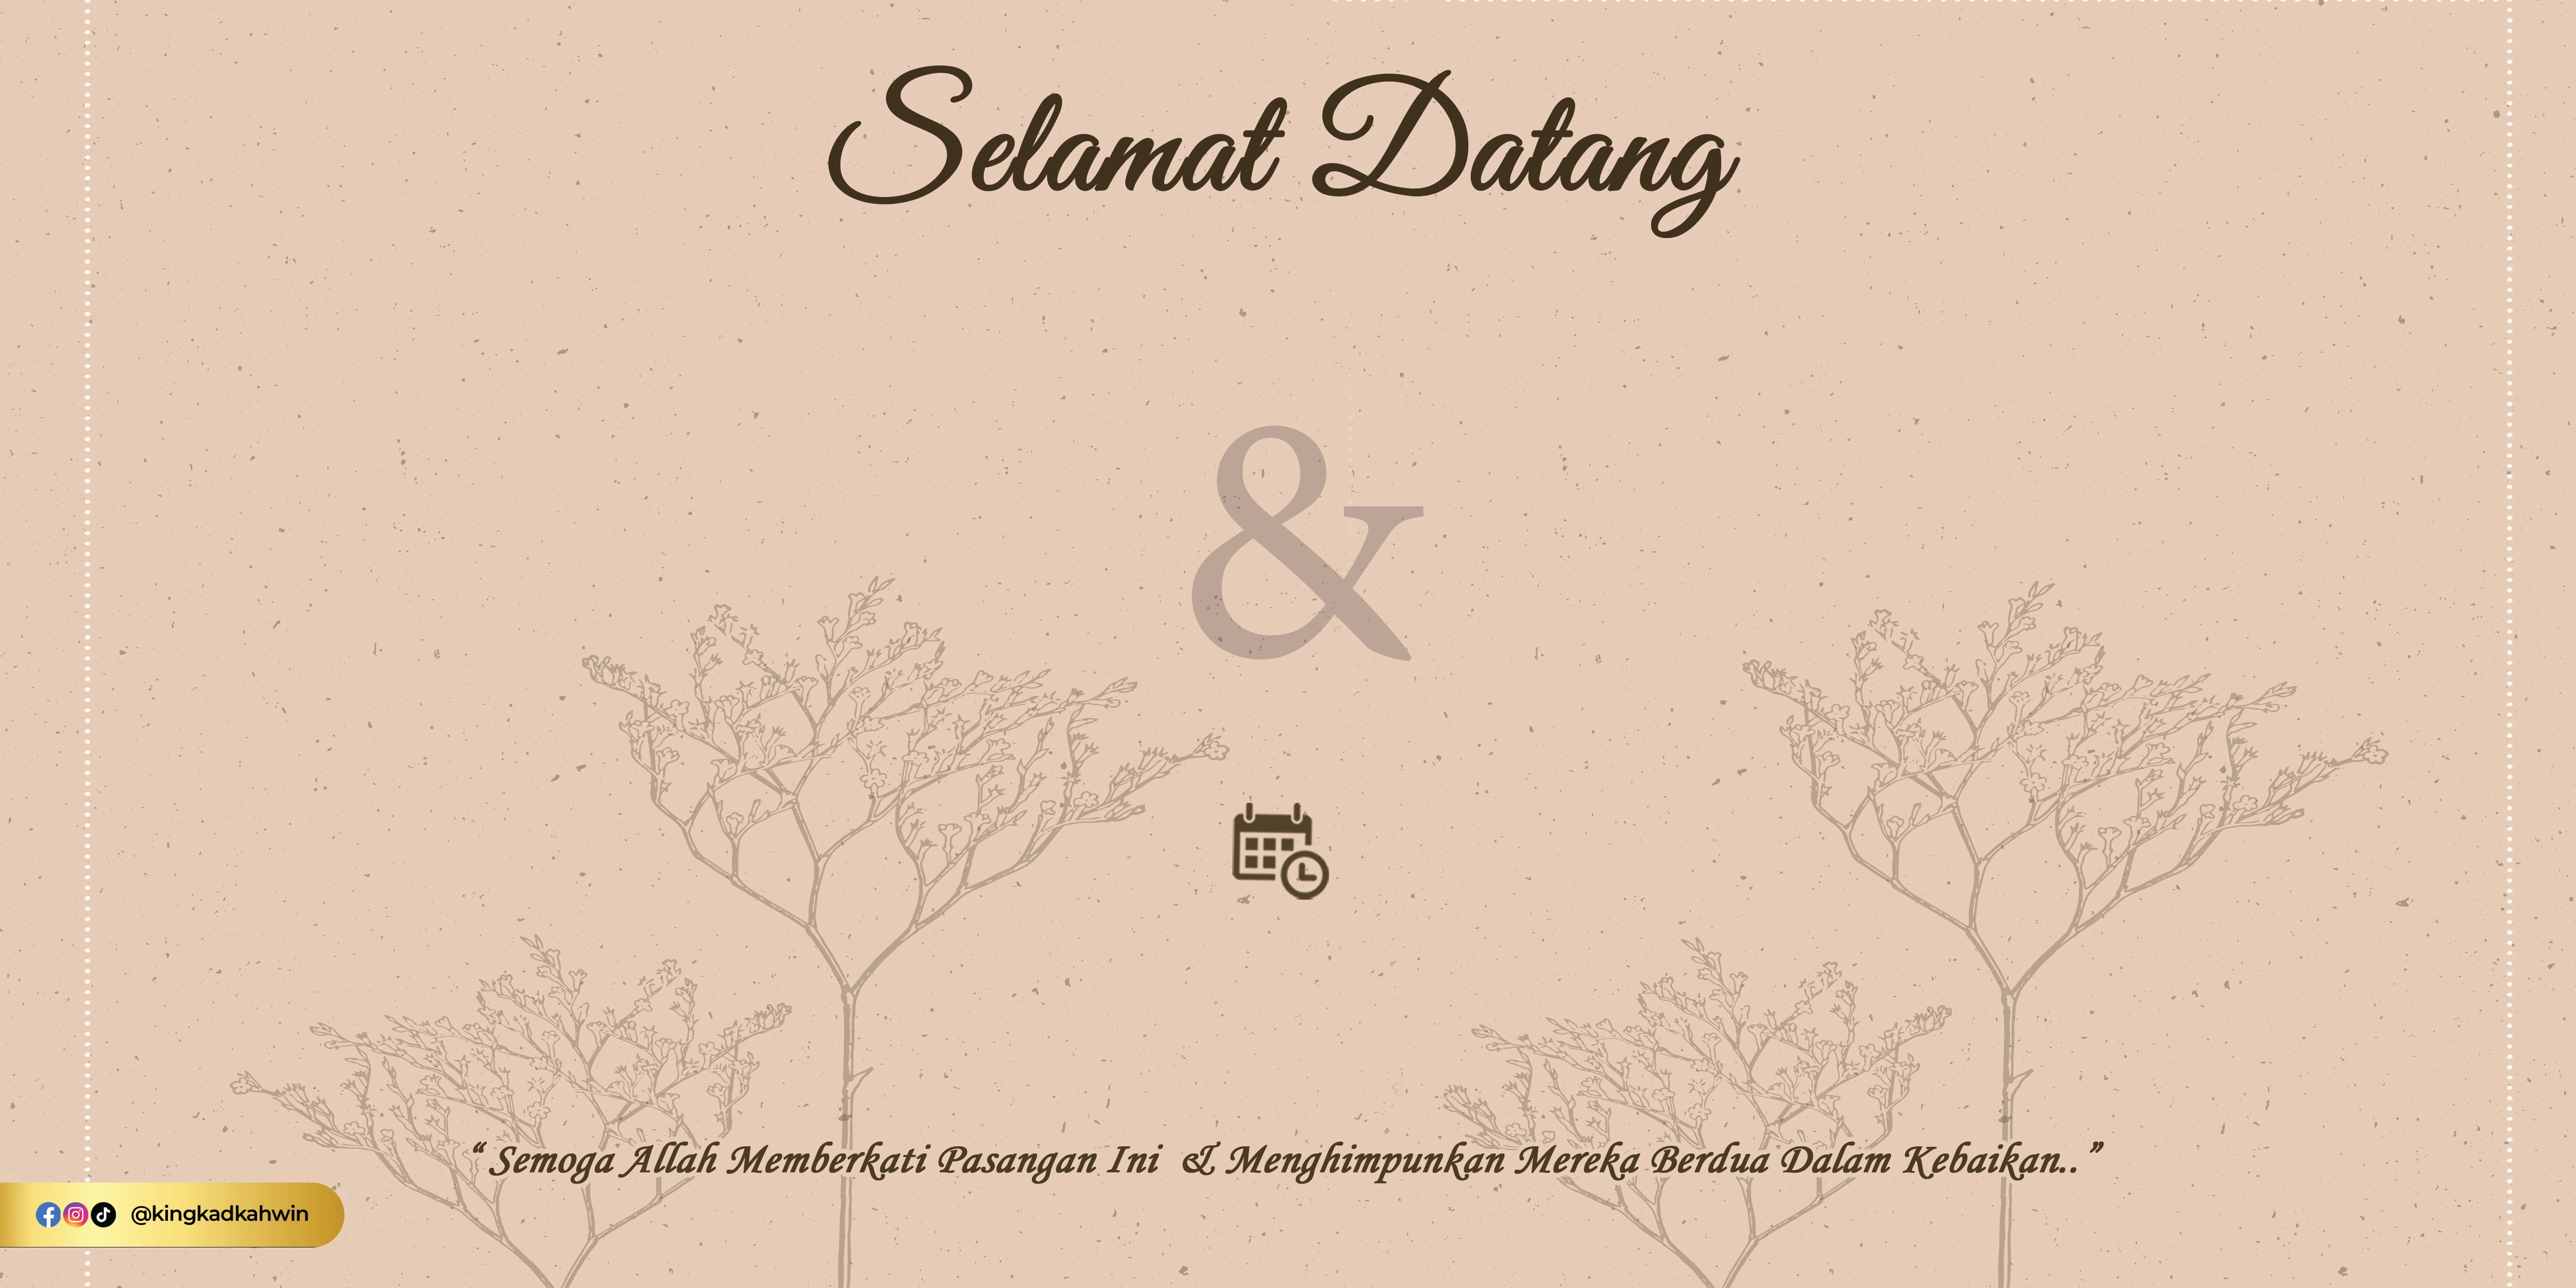 Selamat Datang
&
“ Semoga Allah Memberkati Pasangan Ini & Menghimpunkan Mereka Berdua Dalam Kebaikan.. ”
@kingkadkahwin